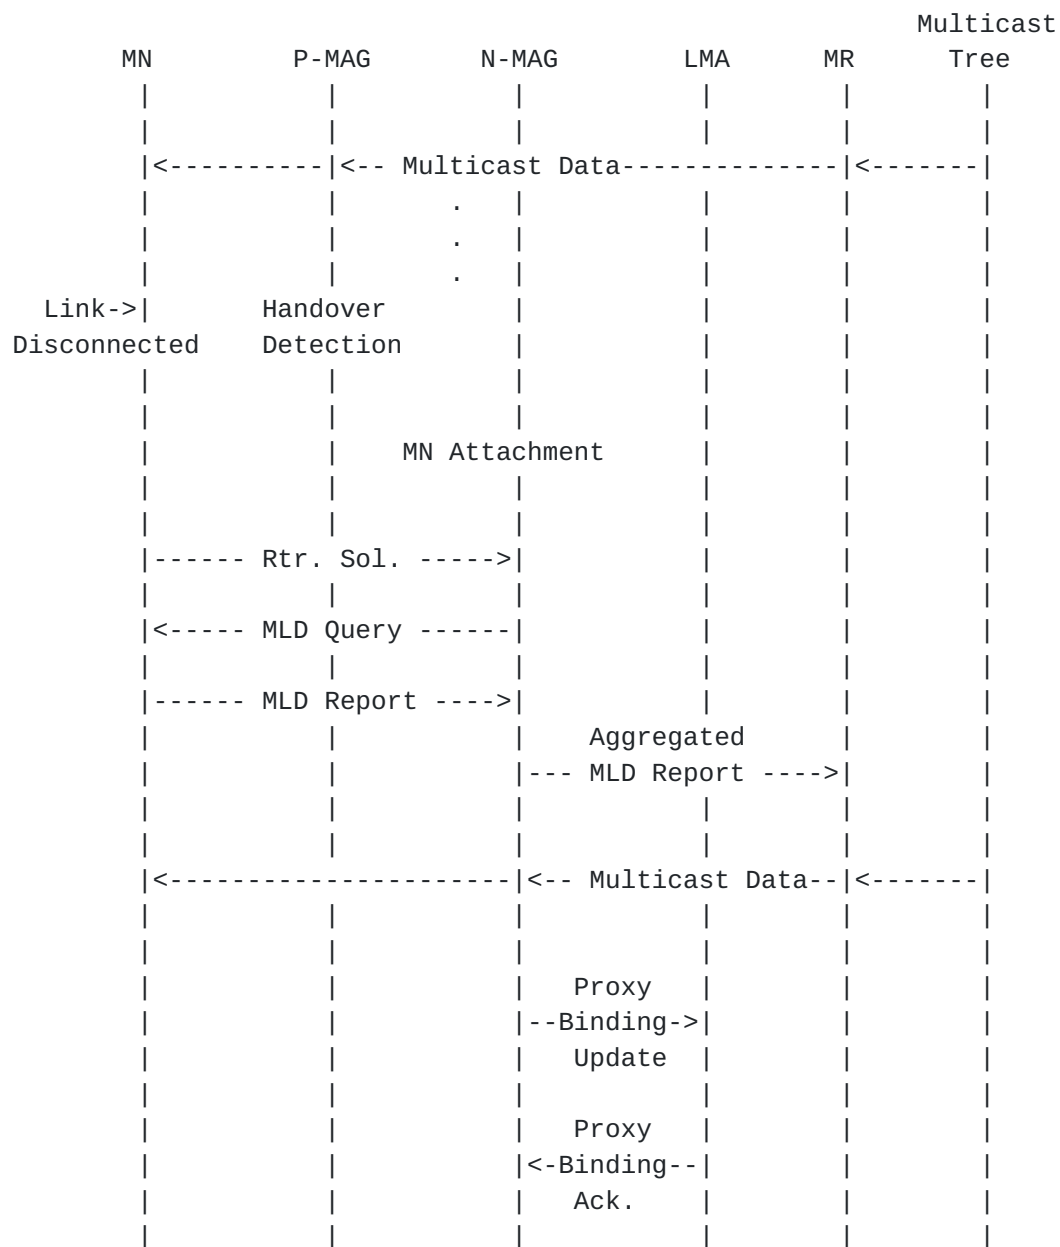 Multicast
       MN         P-MAG       N-MAG        LMA      MR      Tree
        |           |           |           |        |        |
        |           |           |           |        |        |
        |<----------|<-- Multicast Data--------------|<-------|
        |           |       .   |           |        |        |
        |           |       .   |           |        |        |
        |           |       .   |           |        |        |
  Link->|       Handover        |           |        |        |
Disconnected    Detection       |           |        |        |
        |           |           |           |        |        |
        |           |           |           |        |        |
        |           |    MN Attachment      |        |        |
        |           |           |           |        |        |
        |           |           |           |        |        |
        |------ Rtr. Sol. ----->|           |        |        |
        |           |           |           |        |        |
        |<----- MLD Query ------|           |        |        |
        |           |           |           |        |        |
        |------ MLD Report ---->|           |        |        |
        |           |           |    Aggregated      |        |
        |           |           |--- MLD Report ---->|        |
        |           |           |           |        |        |
        |           |           |           |        |        |
        |<----------------------|<-- Multicast Data--|<-------|
        |           |           |           |        |        |
        |           |           |           |        |        |
        |           |           |   Proxy   |        |        |
        |           |           |--Binding->|        |        |
        |           |           |   Update  |        |        |
        |           |           |           |        |        |
        |           |           |   Proxy   |        |        |
        |           |           |<-Binding--|        |        |
        |           |           |   Ack.    |        |        |
        |           |           |           |        |        |